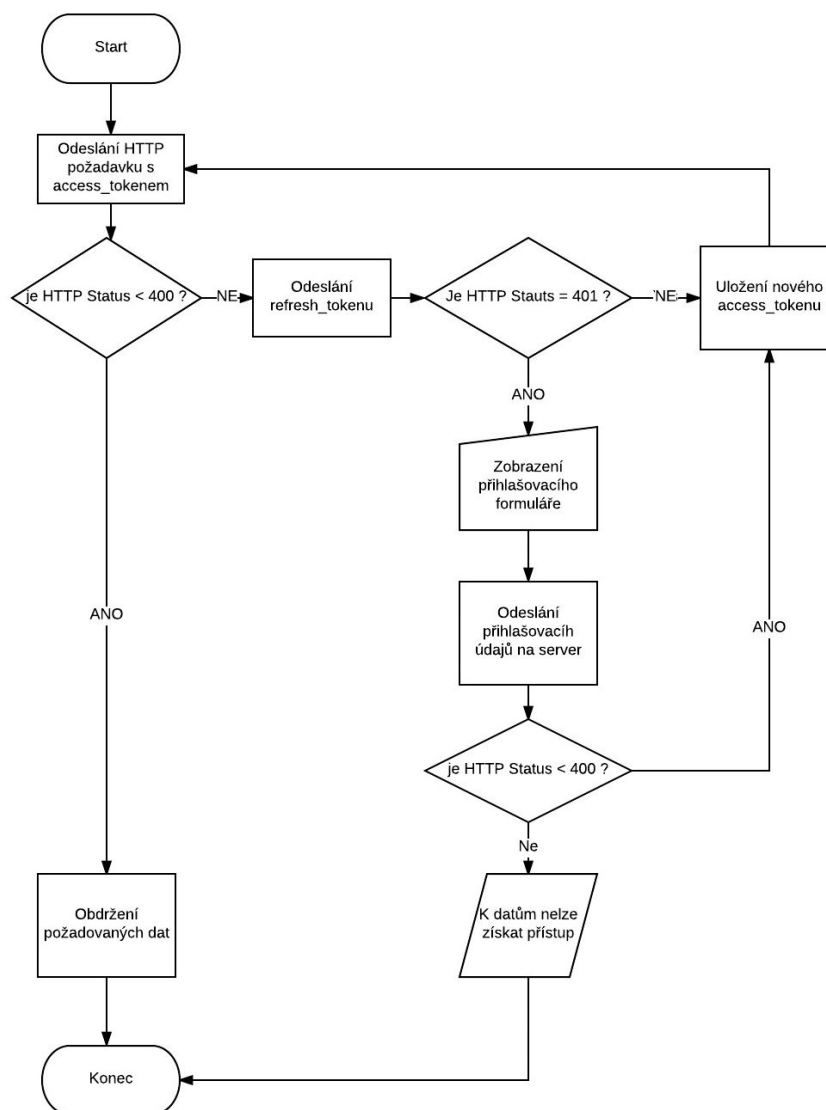 Start
Odeslání HTTP
požadavku s
access_tokenem
je HTTP Status < 400 ?
NE
Odeslání
refresh_tokenu
Je HTTP Stauts = 401 ?
NE
Uložení nového
access_tokenu
ANO
Zobrazení
přihlašovacího
formuláře
Odeslání
přihlašovacíh
údajů na server
ANO
ANO
je HTTP Status < 400 ?
Ne
Obdržení
požadovaných dat
K datům nelze
získat přístup
Konec